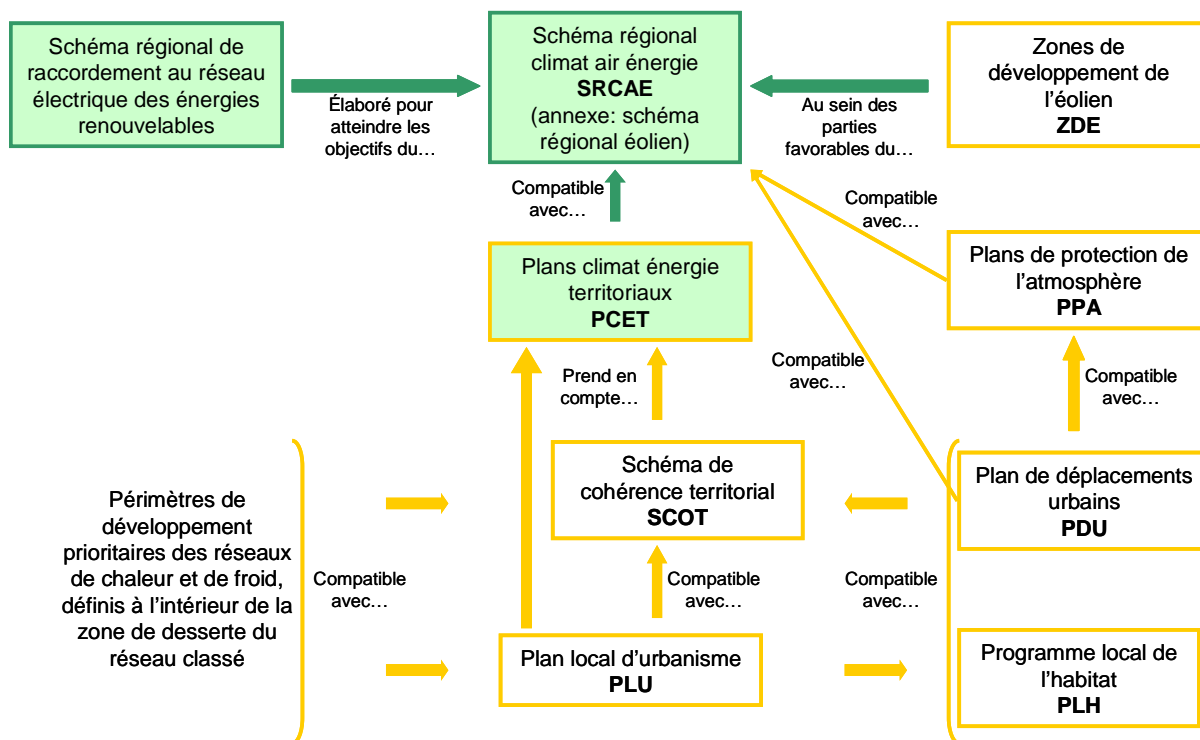 Schéma régional de
raccordement au réseau
électrique des énergies
renouvelables
Élaboré pour
atteindre les
objectifs du…
Schéma régional
climat air énergie
SRCAE
(annexe: schéma
régional éolien)
Au sein des
parties
favorables du…
Zones de
développement de
l’éolien
ZDE
Compatible
avec…
Compatible
avec…
Plans climat énergie
territoriaux
PCET
Plans de protection de
l’atmosphère
PPA
Prend en
compte…
Compatible
avec…
Compatible
avec…
Périmètres de
développement
prioritaires des réseaux
de chaleur et de froid,
définis à l’intérieur de la
zone de desserte du
réseau classé
Schéma de
cohérence territorial
SCOT
Plan de déplacements
urbains
PDU
Compatible
avec…
Compatible
avec…
Compatible
avec…
Plan local d’urbanisme
PLU
Programme local de
l’habitat
PLH